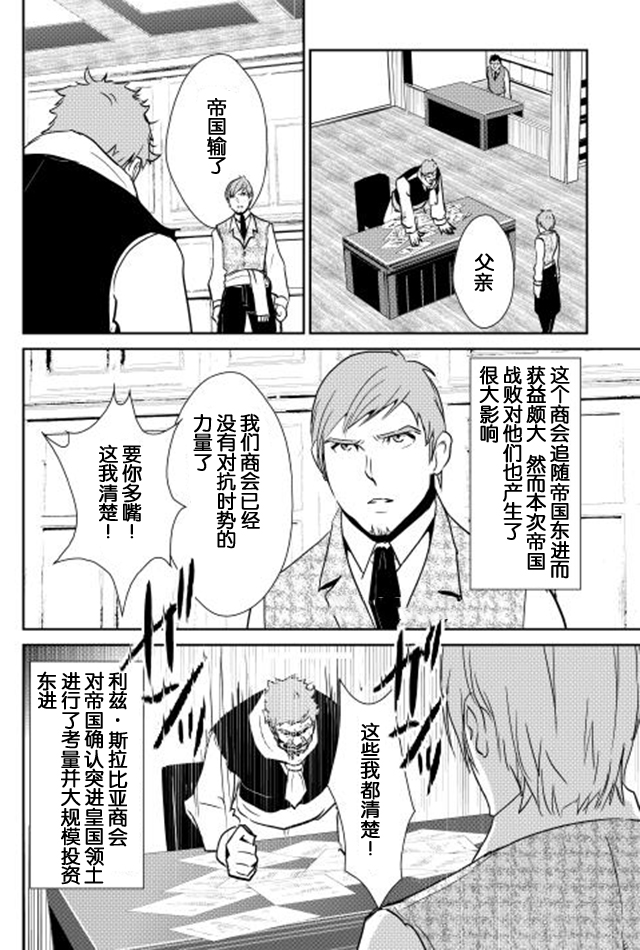 父亲
帝国输了
这个商会追随帝国东进而
获益颇大 然而本次帝国
战败对他们也产生了
很大影响
我们商会已经
没有对抗时势的
力量了
要你多嘴！
这我清楚！
这些我都清楚！
利兹·斯拉比亚商会
对帝国确认突进皇国领土
进行了考量并大规模投资
东进